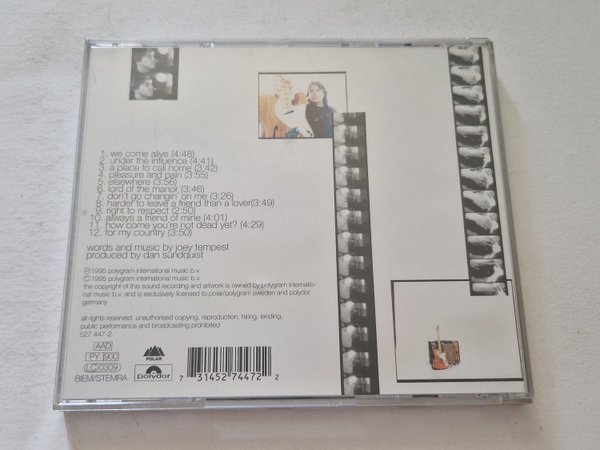 1. we come alive (4:48)
2. under the influence (4:41)
3. a place to call home (3:42)
4. pleasure and pain (3:55)
5. elsewhere (3:56)
6. lord of the manor (3:46)
7. don't go changin' on me (3:26)
8. harder to leave a friend than a lover(3:49)
9. right to respect (2:50)
10. always a friend of mine (4:01)
11. how come you're not dead yet? (4:29)
12. for my country (3:50)
words and music by joey tempest
produced by dan sundquist
Ⓟ1995 polygram international music b.v.
©1995 polygram international music b.v.
the copyright of this sound recording and artwork is owned by polygram internatio-
nal music b.v. and is exclusively licensed to polar/polygram sweden and polydor
germany
all rights reserved. unauthorised copying, reproduction, hiring, lending,
public performance and broadcasting prohibited
527 447-2
AAD
PY 900
LC0309
BIEM/STEMRA
POLAR
Polydor
7 31452 74472 2